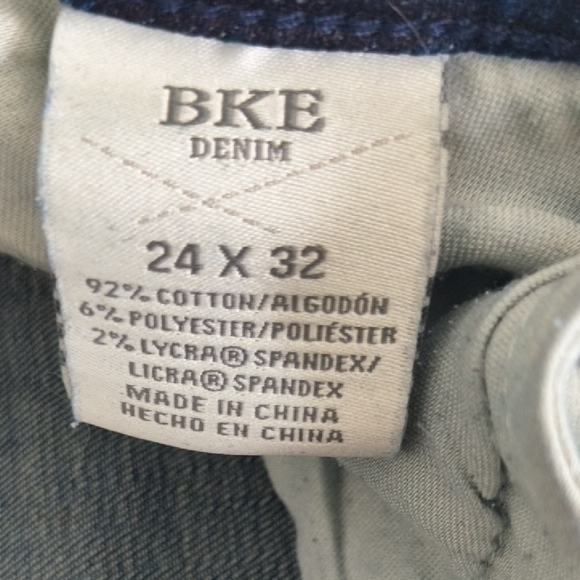 BKE
DENIM
24 X 32
92% COTTON/ALGODÓN
6% POLYESTER/POLIÉSTER
2% LYCRA® SPANDEX/
LICRA® SPANDEX
MADE IN CHINA
HECHO EN CHINA